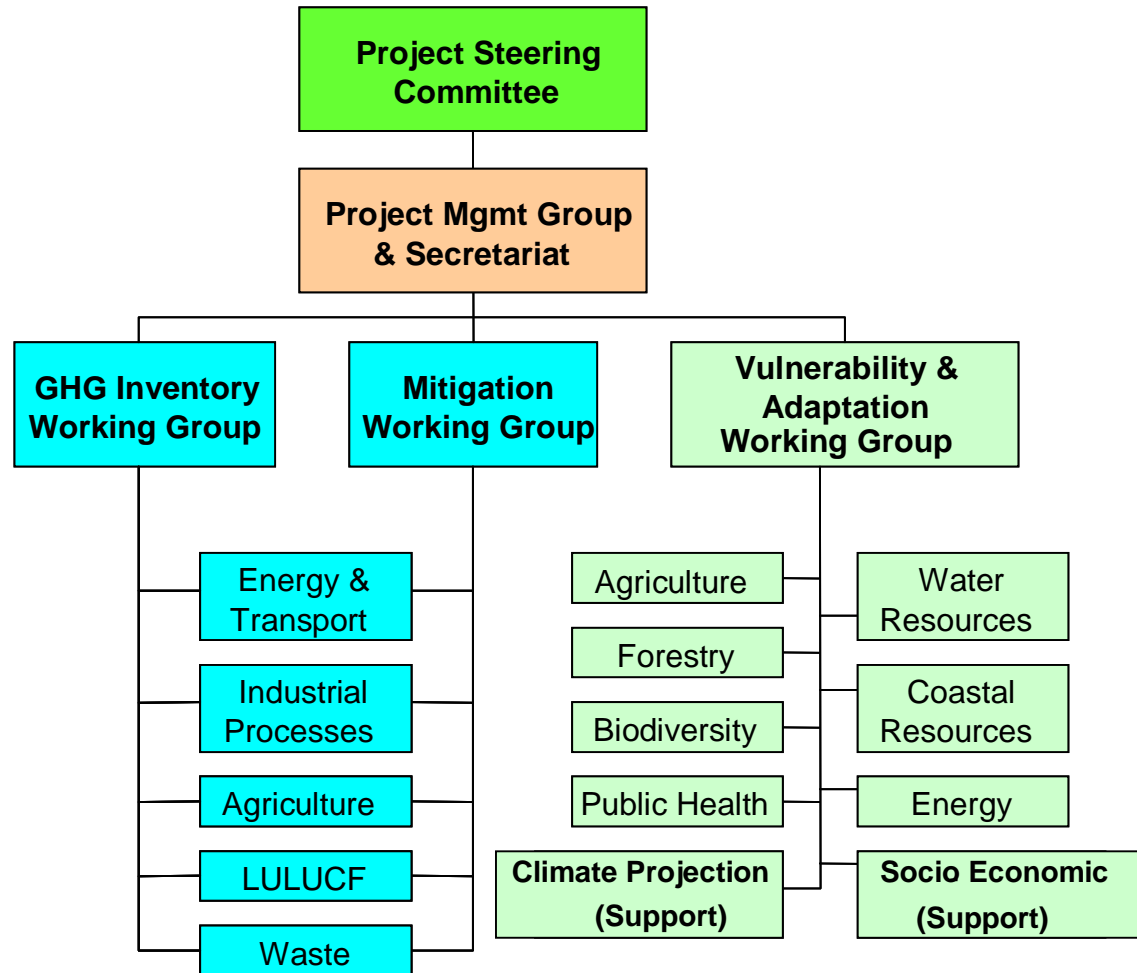 Project Steering
Committee
Project Mgmt Group
& Secretariat
GHG Inventory
Working Group
Mitigation
Working Group
Vulnerability &
Adaptation
Working Group
Energy &
Transport
Industrial
Processes
Agriculture
LULUCF
Waste
Agriculture
Forestry
Biodiversity
Public Health
Climate Projection
(Support)
Water
Resources
Coastal
Resources
Energy
Socio Economic
(Support)